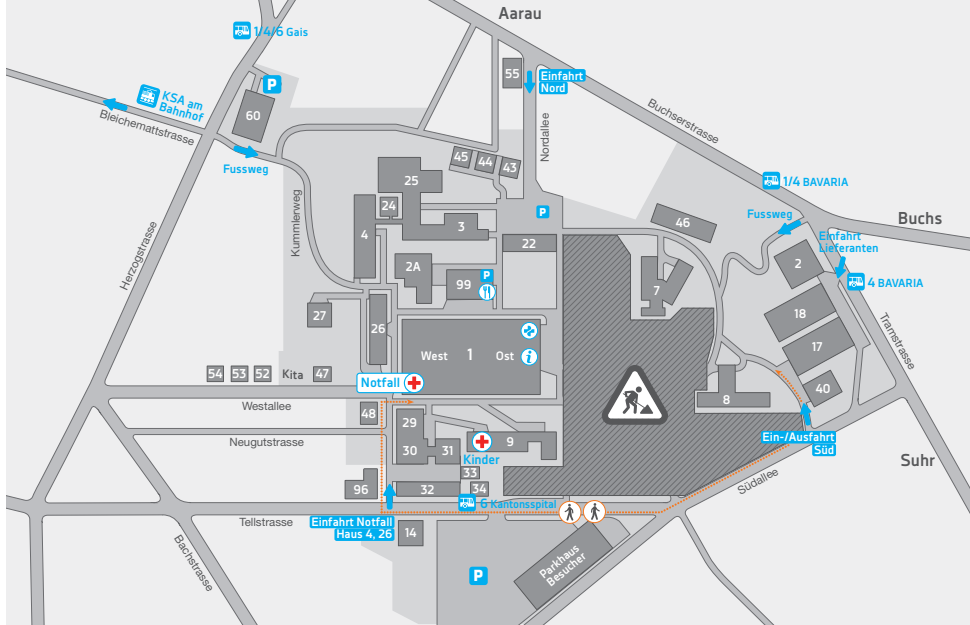 Aarau
1/4/6 Gais
P
55
Einfahrt
Nord
KSA am
Bahnhof
60
Bleichemattstrasse
Buchserstrasse
Nordallee
Fussweg
45
44
43
25
1/4 BAVARIA
24
Kummlerweg
P
46
Fussweg
Buchs
4
3
22
Einfahrt
Lieferanten
Herzogstrasse
2A
P
99
7
2
4 BAVARIA
27
26
18
Tramstrasse
West
1
Ost
i
17
54
53
52
Kita
47
Notfall
40
8
Westallee
48
29
Neugutstrasse
30
31
9
Kinder
Ein-/Ausfahrt
Süd
Suhr
33
96
32
34
Südallee
6 Kantonsspital
Tellstrasse
Einfahrt Notfall
Haus 4, 26
14
Bachstrasse
P
Parkhaus
Besucher